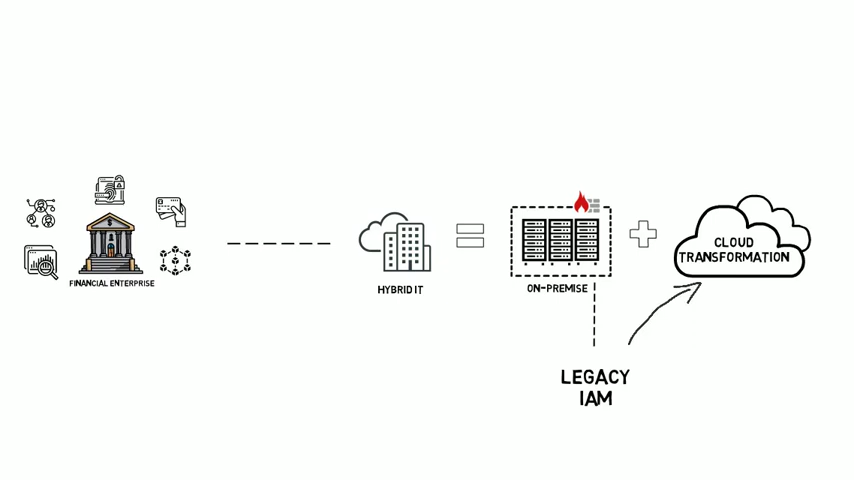 FINANCIAL ENTERPRISE
HYBRID IT
ON-PREMISE
CLOUD
TRANSFORMATION
LEGACY
IAM